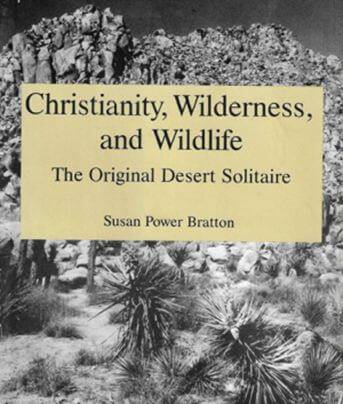 Christianity, Wilderness,
and Wildlife
The Original Desert Solitaire
Susan Power Bratton